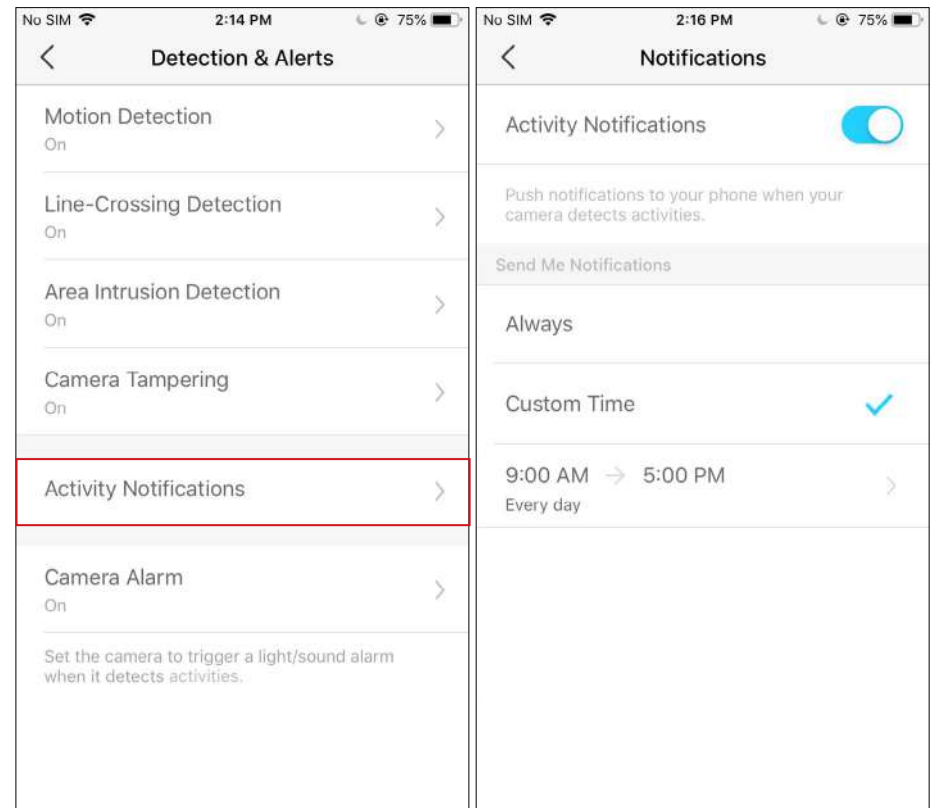 No SIM 2:14 PM 75%
Detection & Alerts
Motion Detection
On
Line-Crossing Detection
On
Area Intrusion Detection
On
Camera Tampering
On
Activity Notifications
Camera Alarm
On
Set the camera to trigger a light/sound alarm
when it detects activities.
No SIM 2:16 PM 75%
Notifications
Activity Notifications
Push notifications to your phone when your
camera detects activities.
Send Me Notifications
Always
Custom Time
9:00 AM → 5:00 PM
Every day